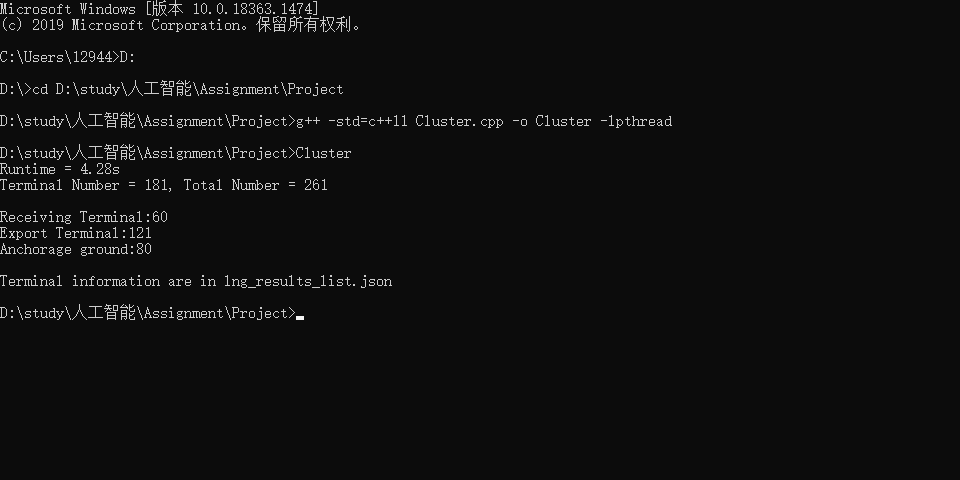 Microsoft Windows [版本 10.0.18363.1474]
(c) 2019 Microsoft Corporation。保留所有权利。
C:\Users\12944>D:
D:\>cd D:\study\人工智能\Assignment\Project
D:\study\人工智能\Assignment\Project>g++ -std=c++11 Cluster.cpp -o Cluster -lpthread
D:\study\人工智能\Assignment\Project>Cluster
Runtime = 4.28s
Terminal Number = 181, Total Number = 261
Receiving Terminal:60
Export Terminal:121
Anchorage ground:80
Terminal information are in lng_results_list.json
D:\study\人工智能\Assignment\Project>